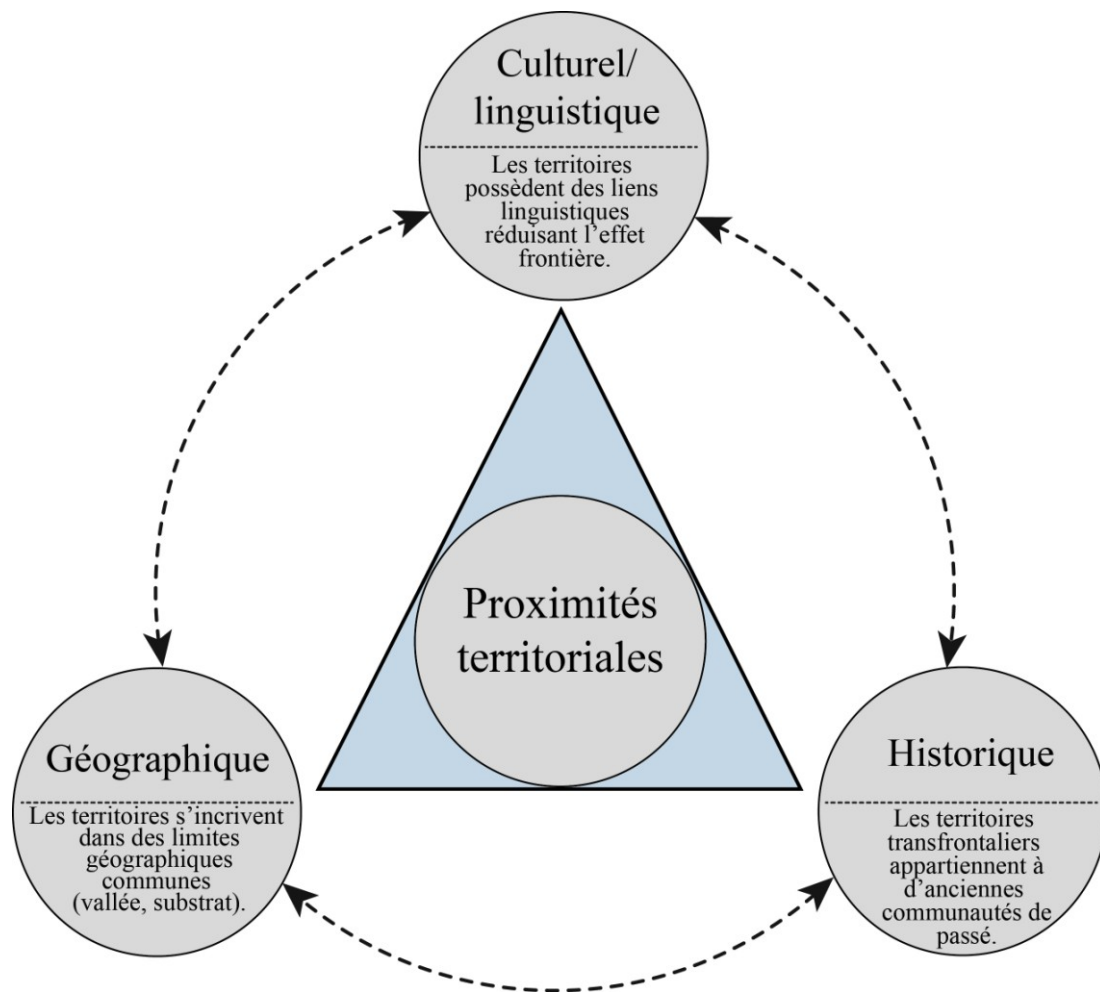 Culturel/
linguistique
Les territoires
possèdent des liens
linguistiques
réduisant l’effet
frontière.
Proximités
territoriales
Géographique
Les territoires s’incrivent
dans des limites
géographiques
communes
(vallée, substrat).
Historique
Les territoires
transfrontaliers
appartiennent à
d’anciennes
communautés de
passé.